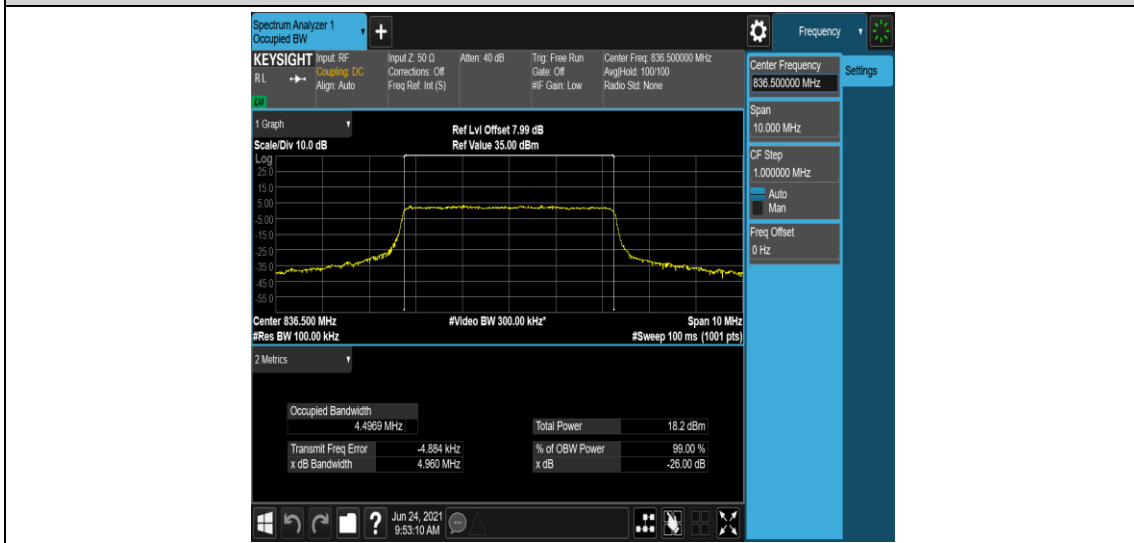 Spectrum Analyzer 1
Occupied BW
Frequency
KEYSIGHT
RL
Input: RF
Coupling: DC
Align: Auto
Input Z: 50 Ω
Corrections: Off
Freq Ref: Int (S)
Atten: 40 dB
Trig: Free Run
Gate: Off
#IF Gain: Low
Center Freq: 836.500000 MHz
Avg|Hold: 100/100
Radio Std: None
Center Frequency
836.500000 MHz
Settings
Span
10.000 MHz
CF Step
1.000000 MHz
Auto
Man
Freq Offset
0 Hz
1 Graph
Scale/Div 10.0 dB
Ref Lvl Offset 7.99 dB
Ref Value 35.00 dBm
Log
25.0
15.0
5.00
-5.00
-15.0
-25.0
-35.0
-45.0
-55.0
Center 836.500 MHz
#Video BW 300.00 kHz*
Span 10 MHz
#Res BW 100.00 kHz
#Sweep 100 ms (1001 pts)
2 Metrics
Occupied Bandwidth
4.4969 MHz
Total Power 18.2 dBm
Transmit Freq Error -4.884 kHz
% of OBW Power 99.00 %
x dB Bandwidth 4.960 MHz
x dB -26.00 dB
Jun 24, 2021
9:53:10 AM